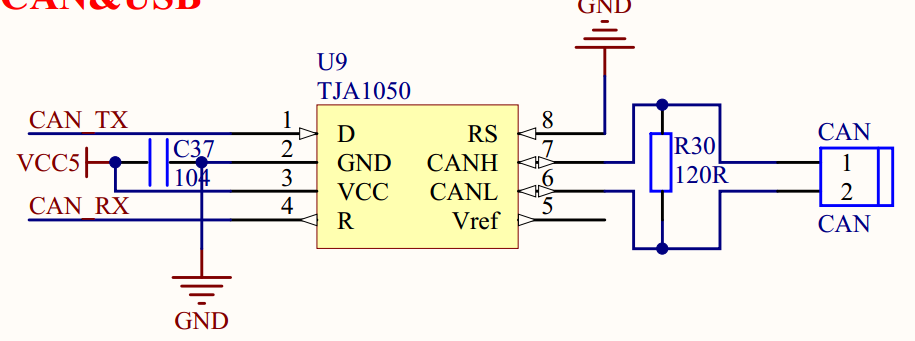 CAN&USB
GND
U9
TJA1050
CAN_TX
1
D
RS
8
CAN
VCC5
C37
104
2
GND
CANH
7
R30
120R
1
3
VCC
CANL
6
2
CAN_RX
4
R
Vref
5
CAN
GND